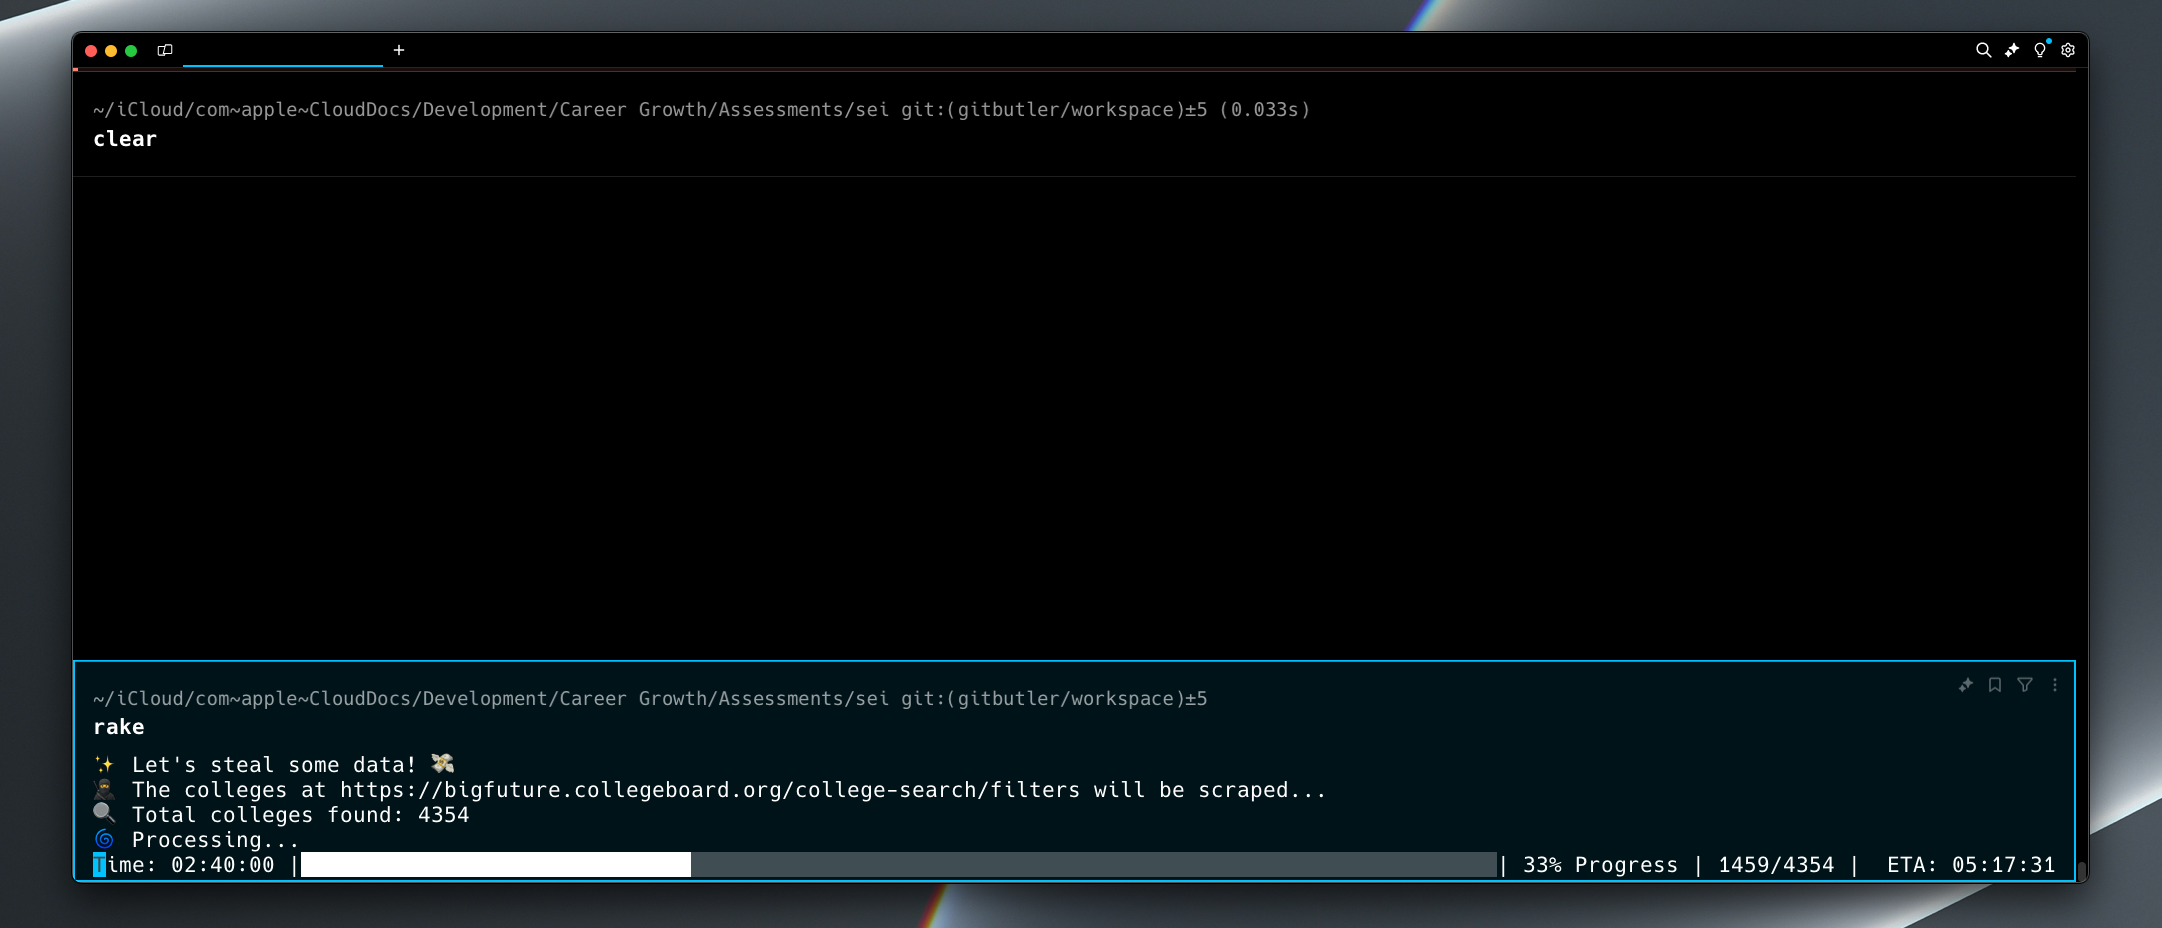 ~/iCloud/com~apple~CloudDocs/Development/Career Growth/Assessments/sei git:(gitbutler/workspace)±5 (0.033s)
clear
~/iCloud/com~apple~CloudDocs/Development/Career Growth/Assessments/sei git:(gitbutler/workspace)±5
rake
✨ Let's steal some data! 💸
🥷 The colleges at https://bigfuture.collegeboard.org/college-search/filters will be scraped...
🔍 Total colleges found: 4354
🌀 Processing...
Time: 02:40:00 | | 33% Progress | 1459/4354 | ETA: 05:17:31